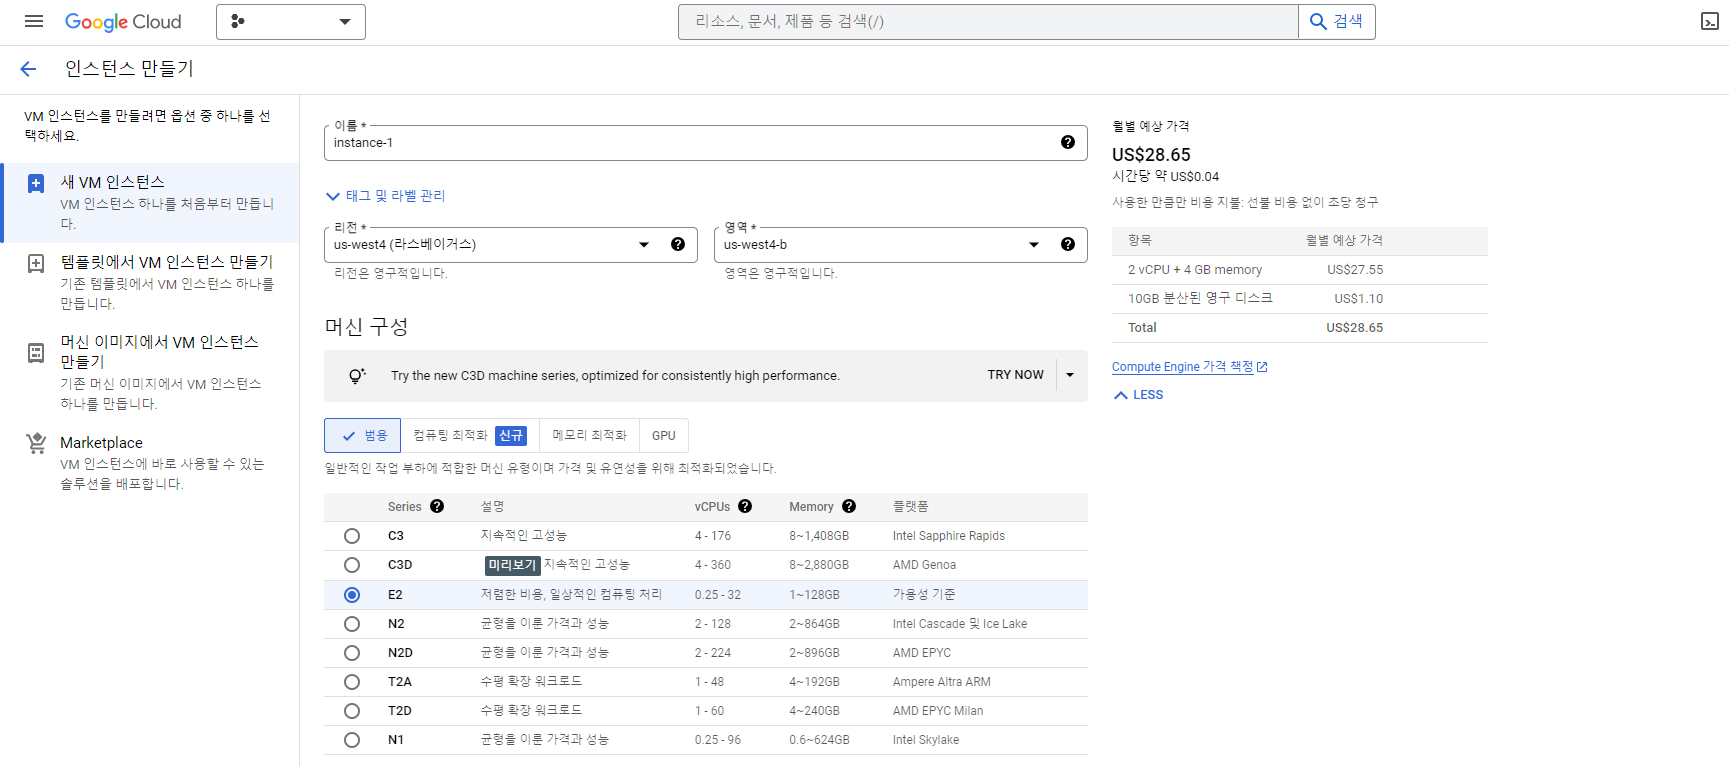 Google Cloud
리소스, 문서, 제품 등 검색(/)
검색
인스턴스 만들기
VM 인스턴스를 만들려면 옵션 중 하나를 선
택하세요.
새 VM 인스턴스
VM 인스턴스 하나를 처음부터 만듭니
다.
템플릿에서 VM 인스턴스 만들기
기존 템플릿에서 VM 인스턴스 하나를
만듭니다.
머신 이미지에서 VM 인스턴스
만들기
기존 머신 이미지에서 VM 인스턴스
하나를 만듭니다.
Marketplace
VM 인스턴스에 바로 사용할 수 있는
솔루션을 배포합니다.
이름 *
instance-1
태그 및 라벨 관리
리전 *
us-west4 (라스베이거스)
리전은 영구적입니다.
영역 *
us-west4-b
영역은 영구적입니다.
머신 구성
Try the new C3D machine series, optimized for consistently high performance.
TRY NOW
범용 컴퓨팅 최적화 신규 메모리 최적화 GPU
일반적인 작업 부하에 적합한 머신 유형이며 가격 및 유연성을 위해 최적화되었습니다.
Series 설명 vCPUs Memory 플랫폼
C3 지속적인 고성능 4 - 176 8~1,408GB Intel Sapphire Rapids
C3D 미리보기 지속적인 고성능 4 - 360 8~2,880GB AMD Genoa
E2 저렴한 비용, 일상적인 컴퓨팅 처리 0.25 - 32 1~128GB 가용성 기준
N2 균형을 이룬 가격과 성능 2 - 128 2~864GB Intel Cascade 및 Ice Lake
N2D 균형을 이룬 가격과 성능 2 - 224 2~896GB AMD EPYC
T2A 수평 확장 워크로드 1 - 48 4~192GB Ampere Altra ARM
T2D 수평 확장 워크로드 1 - 60 4~240GB AMD EPYC Milan
N1 균형을 이룬 가격과 성능 0.25 - 96 0.6~624GB Intel Skylake
월별 예상 가격
US$28.65
시간당 약 US$0.04
사용한 만큼만 비용 지불: 선불 비용 없이 초당 청구
항목 월별 예상 가격
2 vCPU + 4 GB memory US$27.55
10GB 분산된 영구 디스크 US$1.10
Total US$28.65
Compute Engine 가격 책정
LESS